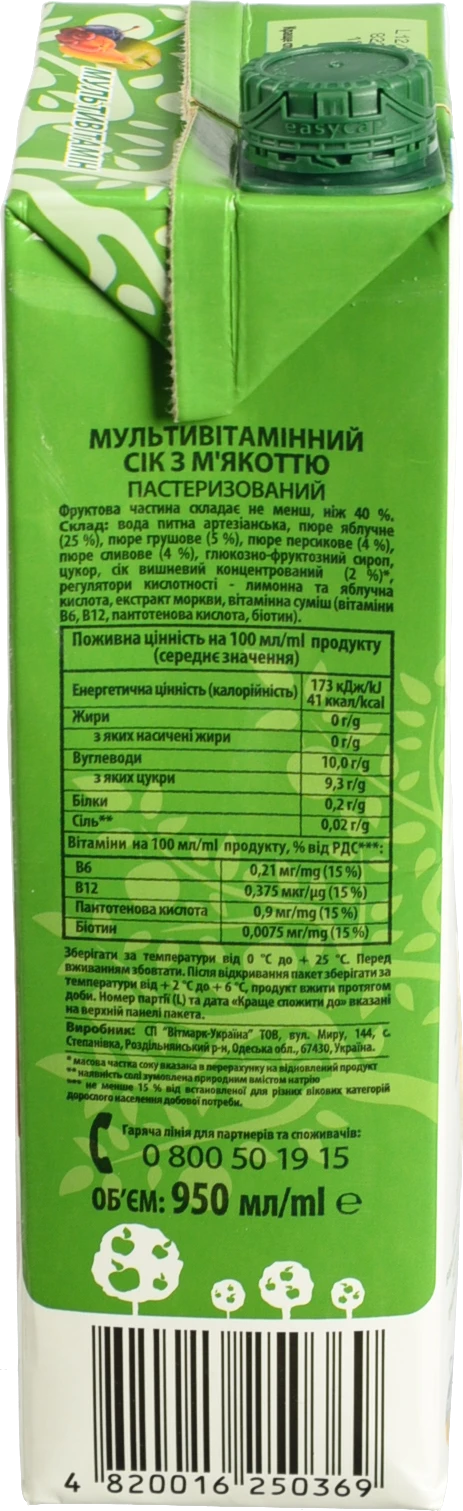 МУЛЬТИВІТАМІН
easycap
МУЛЬТИВІТАМІННИЙ
СІК З М'ЯКОТТЮ
ПАСТЕРИЗОВАНИЙ
Фруктова частина складає не менш, ніж 40 %.
Склад: вода питна артезіанська, пюре яблучне
(25 %), пюре грушове (5 %), пюре персикове (4 %),
пюре сливове (4 %), глюкозно-фруктозний сироп,
цукор, сік вишневий концентрований (2 %)*,
регулятори кислотності - лимонна та яблучна
кислота, екстракт моркви, вітамінна суміш (вітаміни
В6, В12, пантотенова кислота, біотин).
Поживна цінність на 100 мл/ml продукту
(середнє значення)
Енергетична цінність (калорійність) 173 кДж/kJ
41 ккал/kcal
Жири 0 г/g
з яких насичені жири 0 г/g
Вуглеводи 10,0 г/g
з яких цукри 9,3 г/g
Білки 0,2 г/g
Сіль** 0,02 г/g
Вітаміни на 100 мл/ml продукту, % від РДС***:
В6 0,21 мг/mg (15 %)
В12 0,375 мкг/µg (15 %)
Пантотенова кислота 0,9 мг/mg (15 %)
Біотин 0,0075 мг/mg (15 %)
Зберігати за температури від 0 °С до + 25 °С. Перед
вживанням збовтати. Після відкривання пакет зберігати за
температури від + 2 °С до + 6 °С, продукт вжити протягом
доби. Номер партії (L) та дата «Краще спожити до» вказані
на верхній панелі пакета.
Виробник: СП "Вітмарк-Україна" ТОВ, вул. Миру, 144, с.
Степанівка, Роздільнянський р-н, Одеська обл., 67430, Україна.
* масова частка соку вказана в перерахунку на відновлений продукт
** наявність солі зумовлена природним вмістом натрію
*** не менше 15 % від встановленої для різних вікових категорій
дорослого населення добової потреби.
Гаряча лінія для партнерів та споживачів:
0 800 50 19 15
ОБ'ЄМ: 950 мл/ml ℮
4 820016 250369